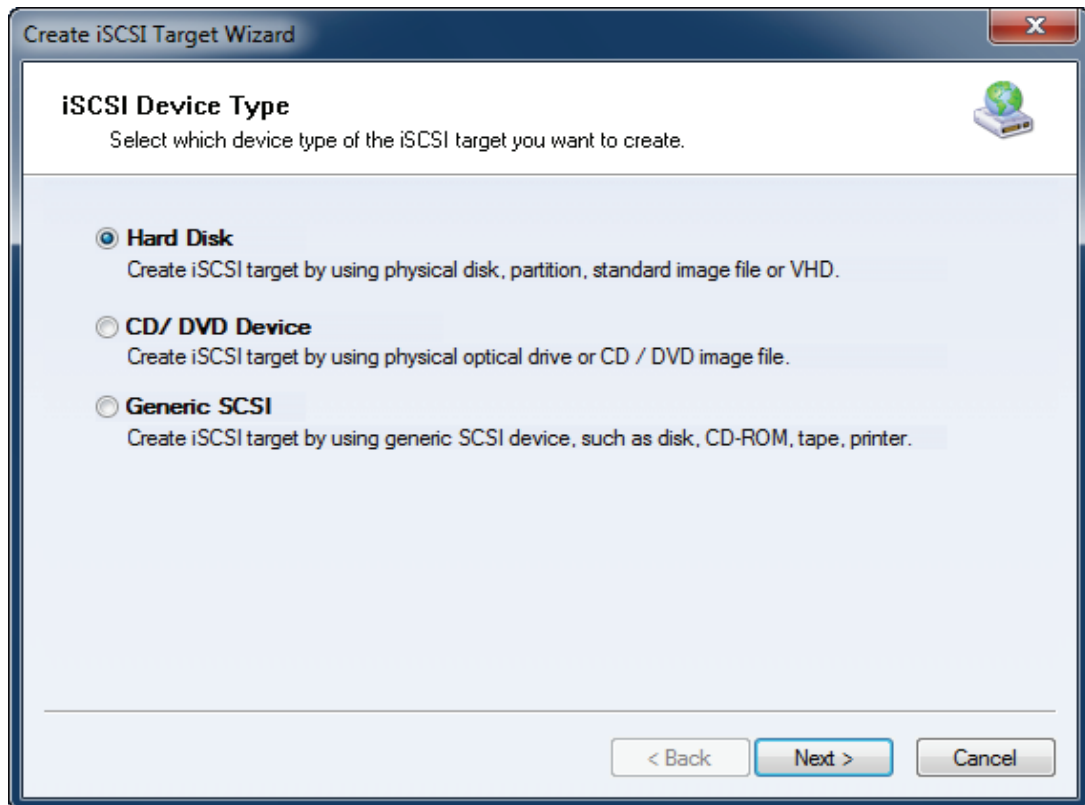 Create iSCSI Target Wizard
iSCSI Device Type
Select which device type of the iSCSI target you want to create.
Hard Disk
Create iSCSI target by using physical disk, partition, standard image file or VHD.
CD/ DVD Device
Create iSCSI target by using physical optical drive or CD / DVD image file.
Generic SCSI
Create iSCSI target by using generic SCSI device, such as disk, CD-ROM, tape, printer.
< Back Next > Cancel